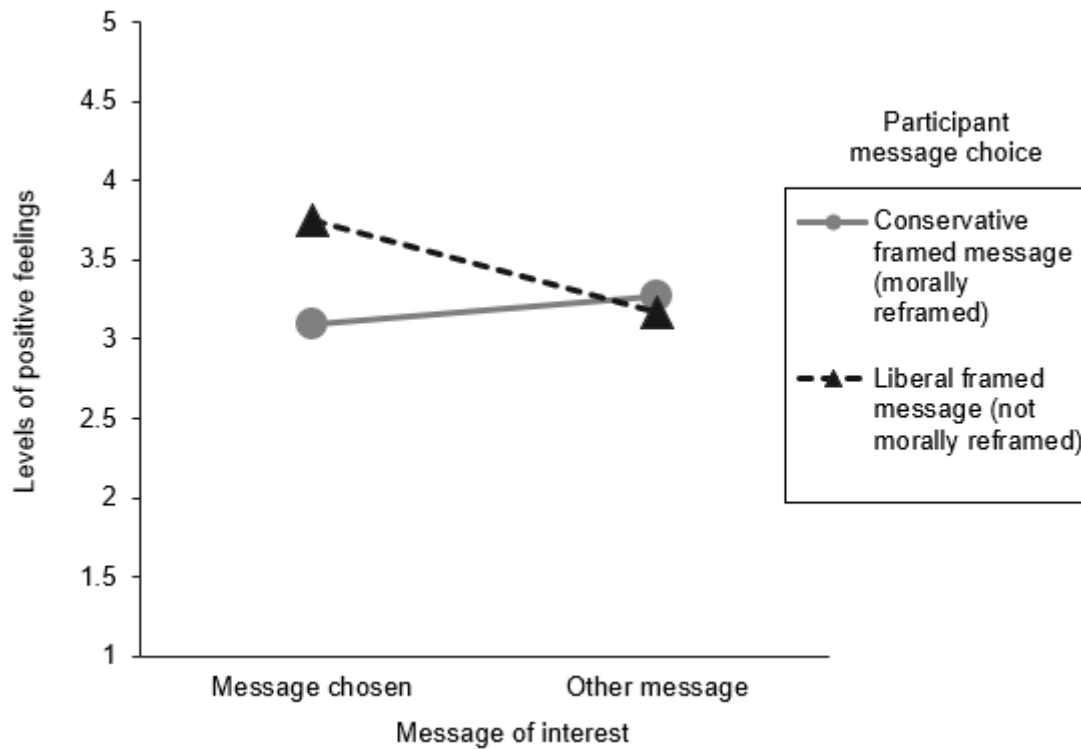 5
4.5
4
3.5
3
2.5
2
1.5
1
Levels of positive feelings
Message chosen
Other message
Message of interest
Participant
message choice
Conservative
framed message
(morally
reframed)
Liberal framed
message (not
morally reframed)